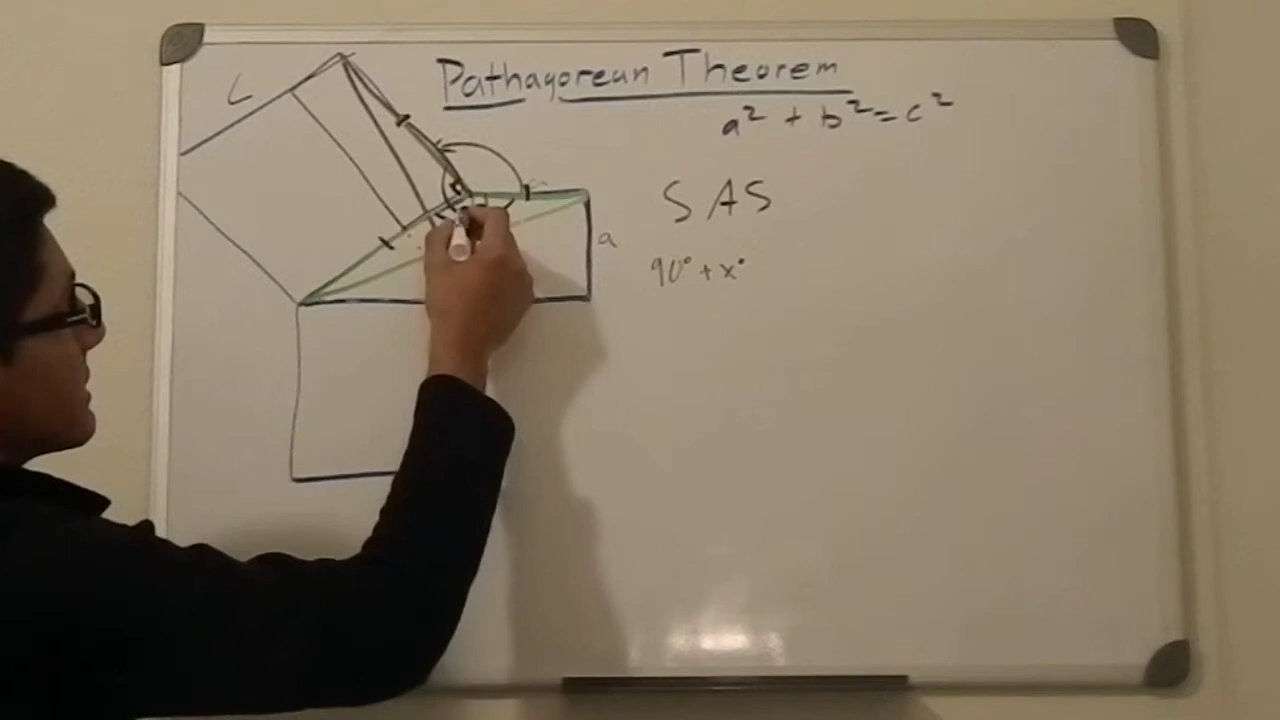 Pathagorean Theorem
a² + b² = c²
C
SAS
a
90° + x°